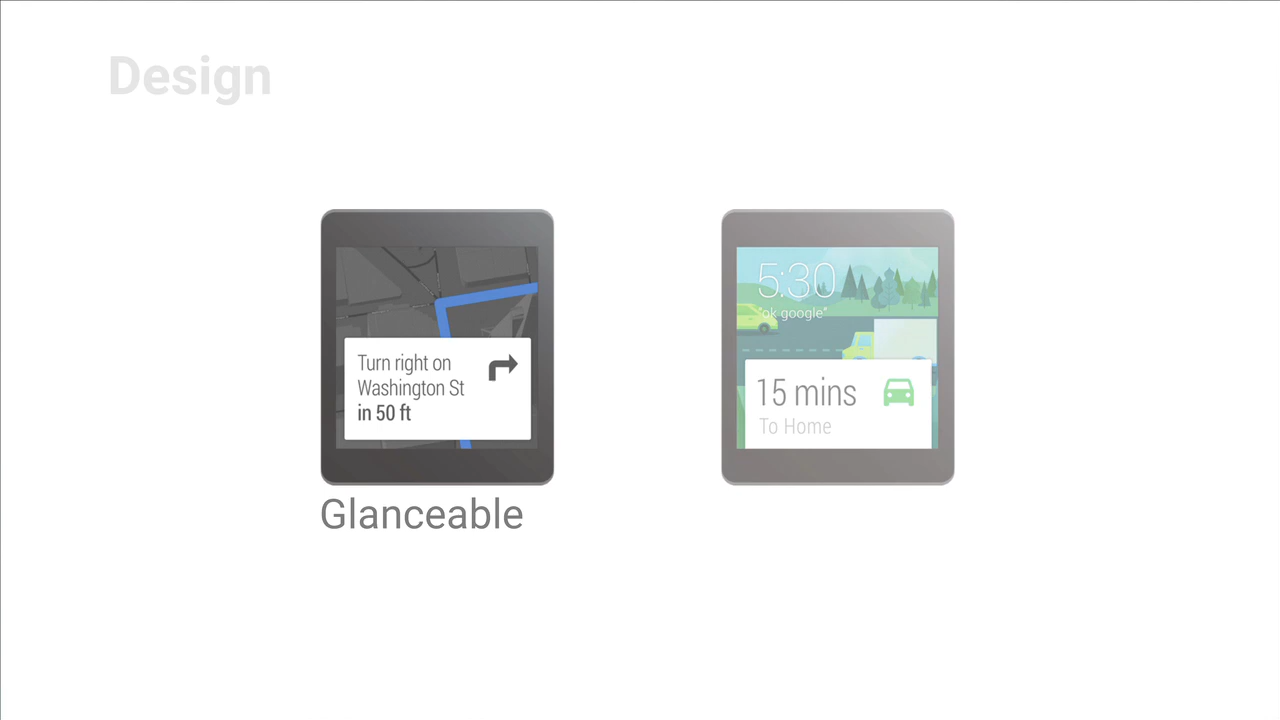 Design
Turn right on
Washington St
in 50 ft
Glanceable
5:30
"ok google"
15 mins
To Home